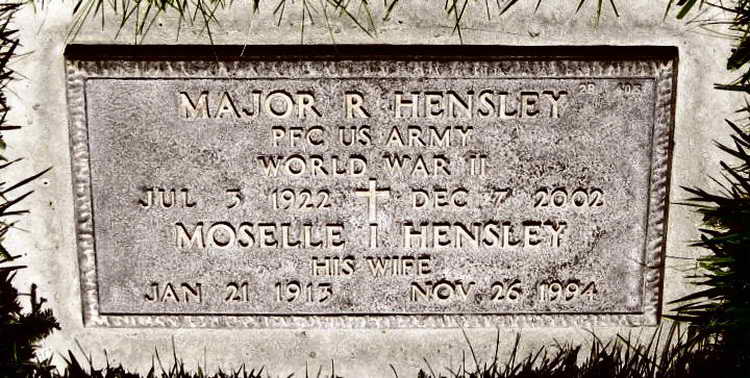 MAJOR R HENSLEY
PFC US ARMY
WORLD WAR II
JUL 3 1922 DEC 7 2002
MOSELLE I HENSLEY
HIS WIFE
JAN 21 1913 NOV 26 1994